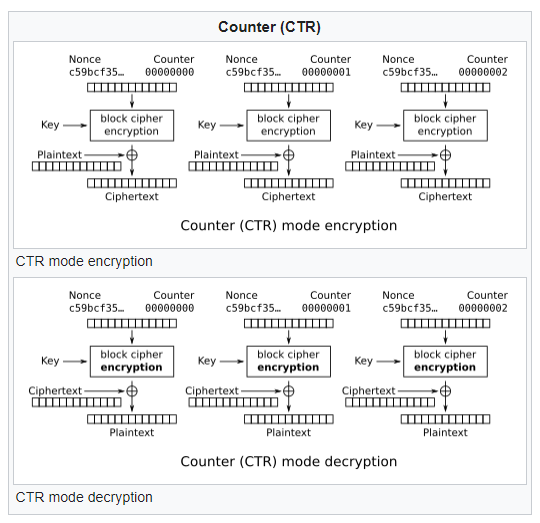 Counter (CTR)
Nonce Counter Nonce Counter Nonce Counter
c59bcf35… 00000000 c59bcf35… 00000001 c59bcf35… 00000002
Key block cipher encryption Key block cipher encryption Key block cipher encryption
Plaintext Plaintext Plaintext
Ciphertext Ciphertext Ciphertext
Counter (CTR) mode encryption
CTR mode encryption
Nonce Counter Nonce Counter Nonce Counter
c59bcf35… 00000000 c59bcf35… 00000001 c59bcf35… 00000002
Key block cipher encryption Key block cipher encryption Key block cipher encryption
Ciphertext Ciphertext Ciphertext
Plaintext Plaintext Plaintext
Counter (CTR) mode decryption
CTR mode decryption